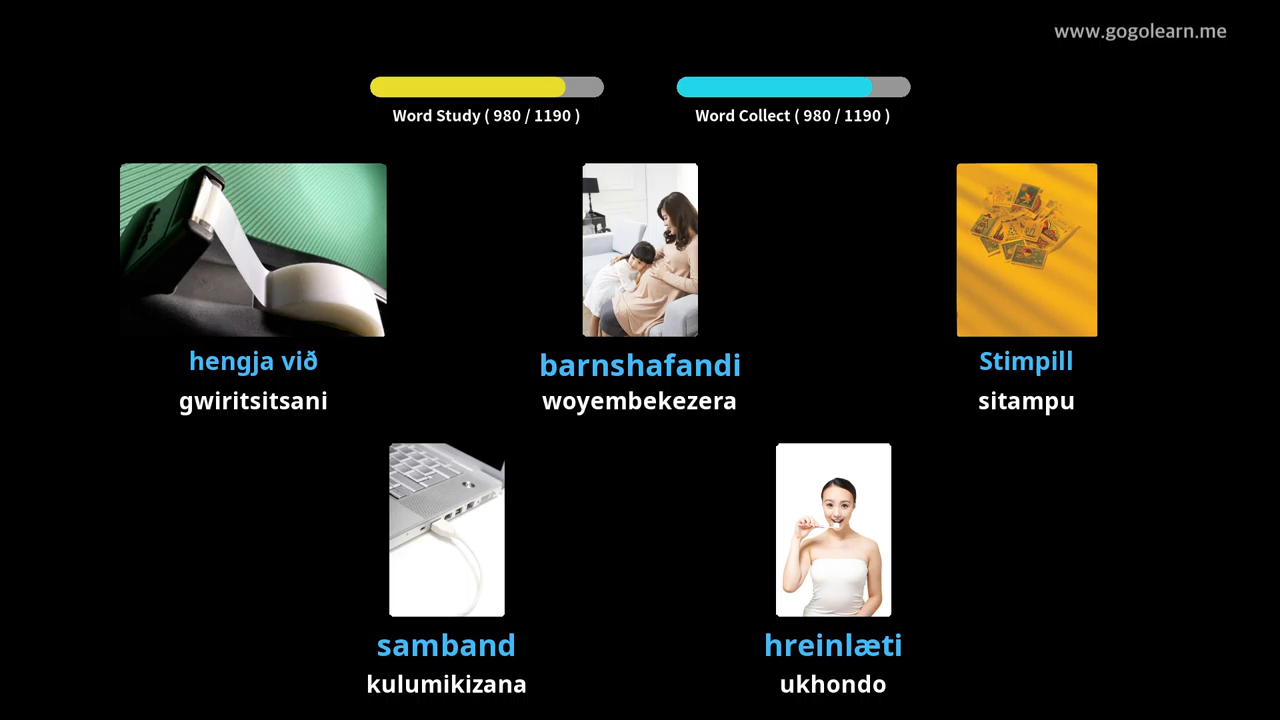 www.gogolearn.me
Word Study ( 980 / 1190 )
Word Collect ( 980 / 1190 )
hengja við
gwiritsitsani
barnshafandi
woyembekezera
Stimpill
sitampu
samband
kulumikizana
hreinlæti
ukhondo